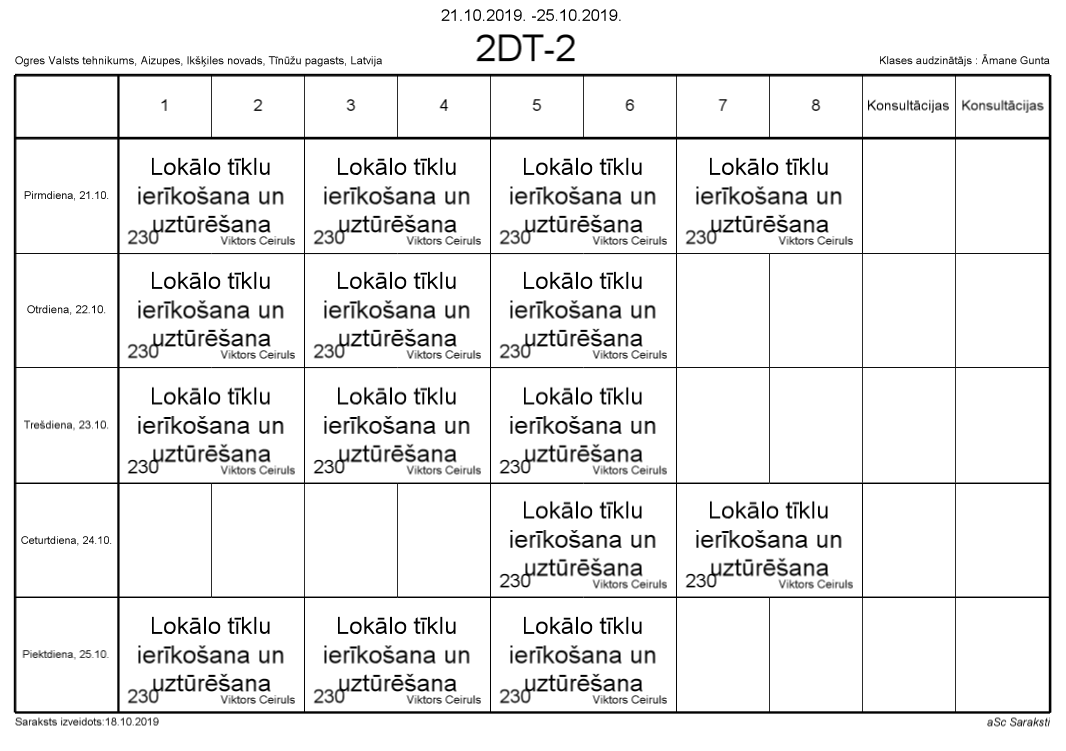 21.10.2019. -25.10.2019.
2DT-2
Ogres Valsts tehnikums, Aizupes, Ikšķiles novads, Tīnūžu pagasts, Latvija
Klases audzinātājs : Āmane Gunta
1 2 3 4 5 6 7 8 Konsultācijas Konsultācijas
Pirmdiena, 21.10.
Lokālo tīklu
ierīkošana un
uztūrēšana
230 Viktors Ceiruls
Lokālo tīklu
ierīkošana un
uztūrēšana
230 Viktors Ceiruls
Lokālo tīklu
ierīkošana un
uztūrēšana
230 Viktors Ceiruls
Lokālo tīklu
ierīkošana un
uztūrēšana
230 Viktors Ceiruls
Otrdiena, 22.10.
Lokālo tīklu
ierīkošana un
uztūrēšana
230 Viktors Ceiruls
Lokālo tīklu
ierīkošana un
uztūrēšana
230 Viktors Ceiruls
Lokālo tīklu
ierīkošana un
uztūrēšana
230 Viktors Ceiruls
Trešdiena, 23.10.
Lokālo tīklu
ierīkošana un
uztūrēšana
230 Viktors Ceiruls
Lokālo tīklu
ierīkošana un
uztūrēšana
230 Viktors Ceiruls
Lokālo tīklu
ierīkošana un
uztūrēšana
230 Viktors Ceiruls
Ceturtdiena, 24.10.
Lokālo tīklu
ierīkošana un
uztūrēšana
230 Viktors Ceiruls
Lokālo tīklu
ierīkošana un
uztūrēšana
230 Viktors Ceiruls
Piektdiena, 25.10.
Lokālo tīklu
ierīkošana un
uztūrēšana
230 Viktors Ceiruls
Lokālo tīklu
ierīkošana un
uztūrēšana
230 Viktors Ceiruls
Lokālo tīklu
ierīkošana un
uztūrēšana
230 Viktors Ceiruls
Saraksts izveidots:18.10.2019
aSc Saraksti